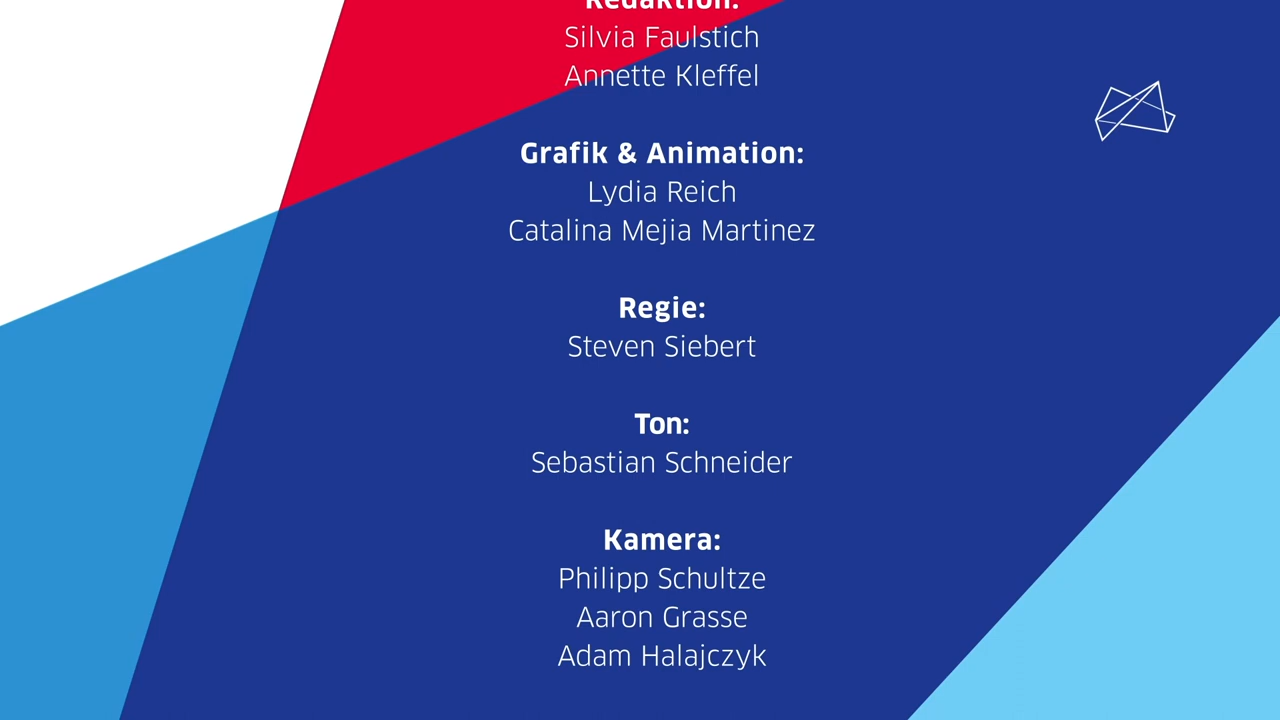 Redaktion:
Silvia Faulstich
Annette Kleffel
Grafik & Animation:
Lydia Reich
Catalina Mejia Martinez
Regie:
Steven Siebert
Ton:
Sebastian Schneider
Kamera:
Philipp Schultze
Aaron Grasse
Adam Halajczyk